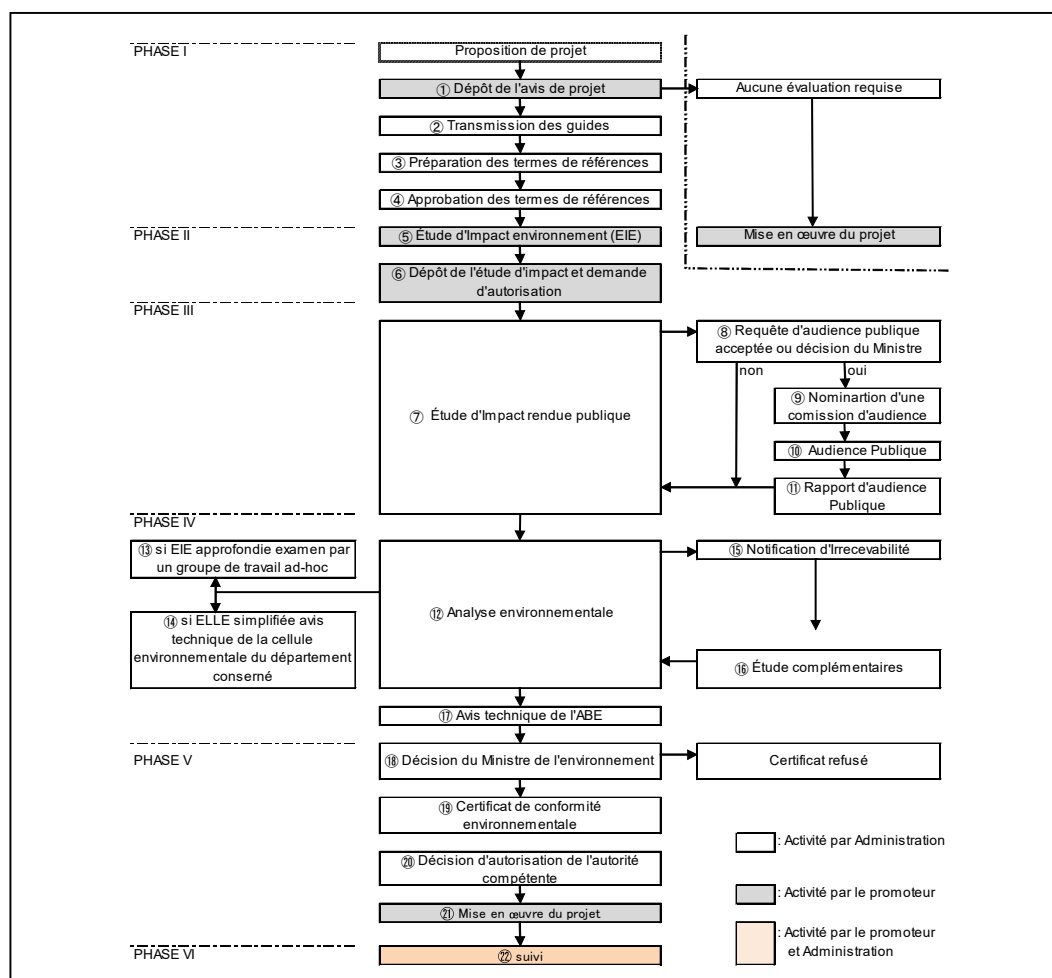 PHASE I
Proposition de projet
① Dépôt de l'avis de projet
Aucune évaluation requise
② Transmission des guides
③ Préparation des termes de références
④ Approbation des termes de références
PHASE II
⑤ Étude d'Impact environnement (EIE)
Mise en œuvre du projet
⑥ Dépôt de l'étude d'impact et demande
d'autorisation
PHASE III
⑦ Étude d'Impact rendue publique
⑧ Requête d'audience publique
acceptée ou décision du Ministre
non
oui
⑨ Nominartion d'une
comission d'audience
⑩ Audience Publique
⑪ Rapport d'audience
Publique
PHASE IV
⑬ si EIE approfondie examen par
un groupe de travail ad-hoc
⑭ si ELLE simplifiée avis
technique de la cellule
environnementale du département
conserné
⑫ Analyse environnementale
⑮ Notification d'Irrecevabilité
⑯ Étude complémentaires
⑰ Avis technique de l'ABE
PHASE V
⑱ Décision du Ministre de l'environnement
Certificat refusé
⑲ Certificat de conformité
environnementale
⑳ Décision d'autorisation de l'autorité
compétente
㉑ Mise en œuvre du projet
PHASE VI
㉒ suivi
: Activité par Administration
: Activité par le promoteur
: Activité par le promoteur
et Administration